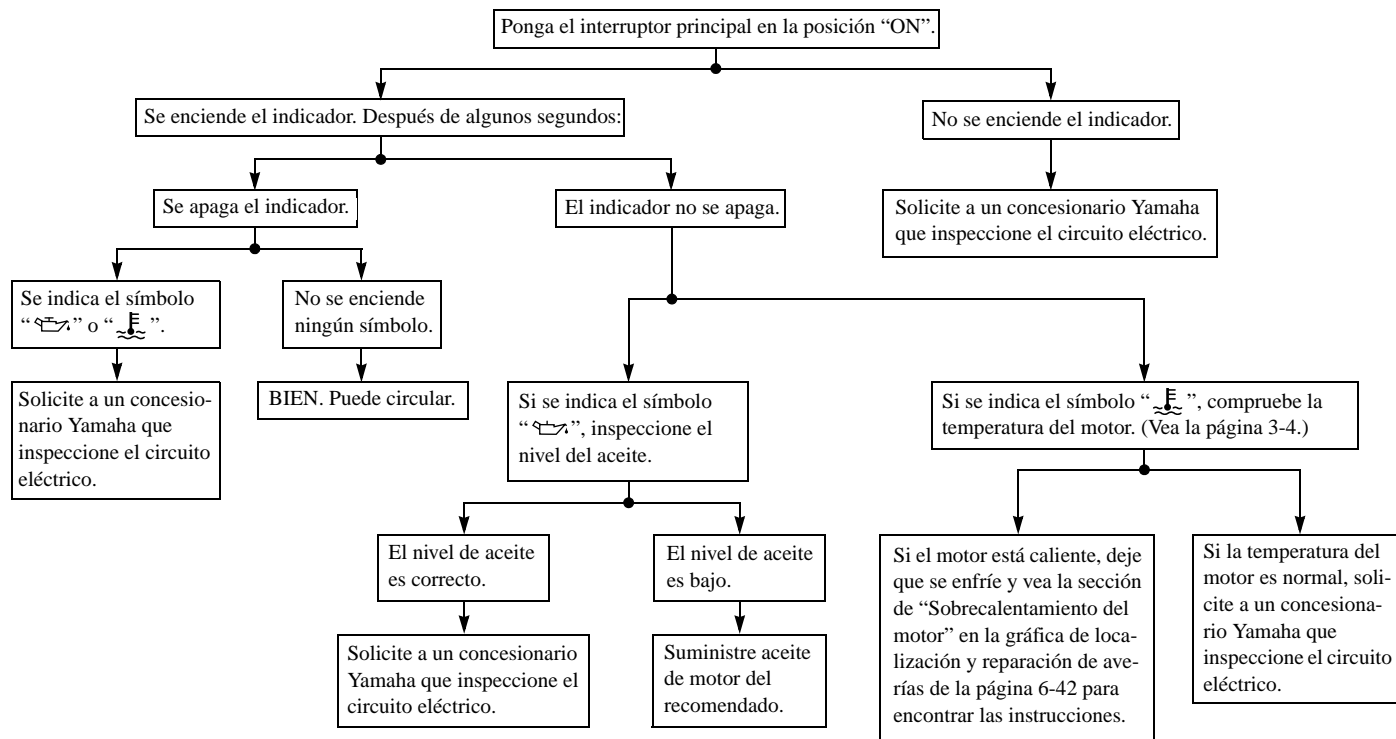 Ponga el interruptor principal en la posición “ON”.
Se enciende el indicador. Después de algunos segundos:
No se enciende el indicador.
Se apaga el indicador.
El indicador no se apaga.
Solicite a un concesionario Yamaha
que inspeccione el circuito eléctrico.
Se indica el símbolo
“ ” o “ ”.
No se enciende
ningún símbolo.
Solicite a un concesio-
nario Yamaha que
inspeccione el circuito
eléctrico.
BIEN. Puede circular.
Si se indica el símbolo
“ ”, inspeccione el
nivel del aceite.
Si se indica el símbolo “ ”, compruebe la
temperatura del motor. (Vea la página 3-4.)
El nivel de aceite
es correcto.
El nivel de aceite
es bajo.
Solicite a un concesionario
Yamaha que inspeccione el
circuito eléctrico.
Suministre aceite
de motor del
recomendado.
Si el motor está caliente, deje
que se enfríe y vea la sección
de “Sobrecalentamiento del
motor” en la gráfica de loca-
lización y reparación de ave-
rías de la página 6-42 para
encontrar las instrucciones.
Si la temperatura del
motor es normal, soli-
cite a un concesiona-
rio Yamaha que
inspeccione el circuito
eléctrico.